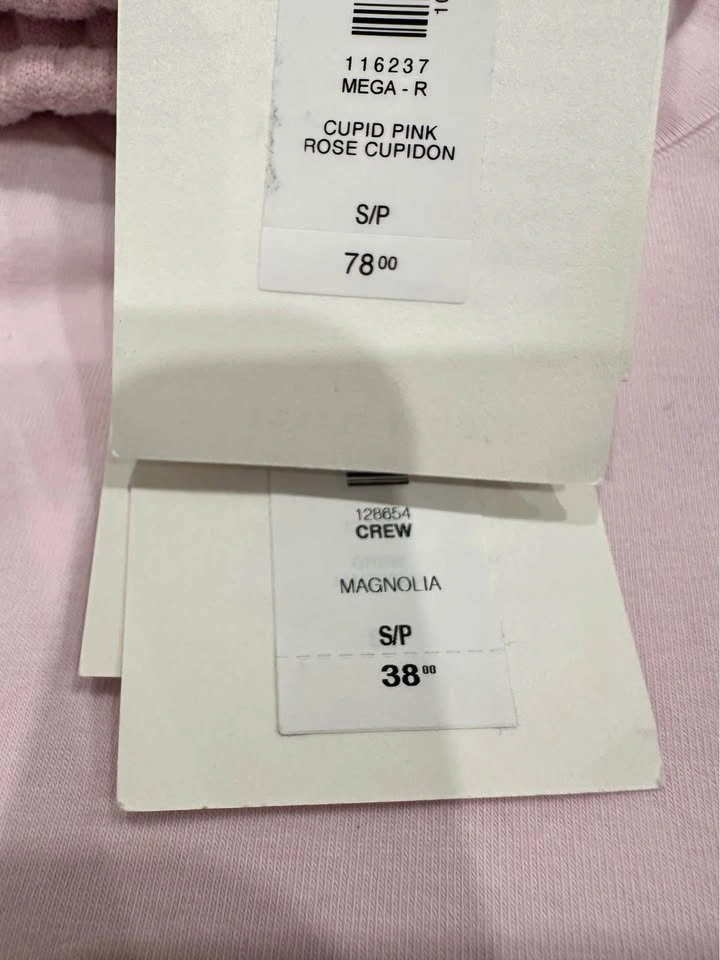 116237
MEGA - R
CUPID PINK
ROSE CUPIDON
S/P
78 00
128654
CREW
MAGNOLIA
S/P
38 00